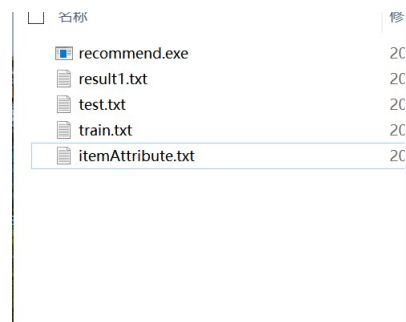 名称 修
recommend.exe 20
result1.txt 20
test.txt 20
train.txt 20
itemAttribute.txt 20